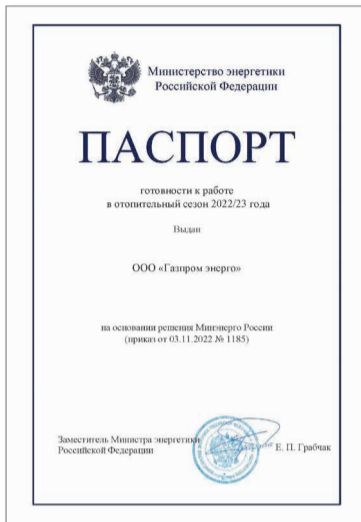 Министерство энергетики
Российской Федерации
ПАСПОРТ
готовности к работе
в отопительный сезон 2022/23 года
Выдан
ООО «Газпром энерго»
на основании решения Минэнерго России
(приказ от 03.11.2022 № 1185)
Заместитель Министра энергетики
Российской Федерации
Е. П. Грабчак